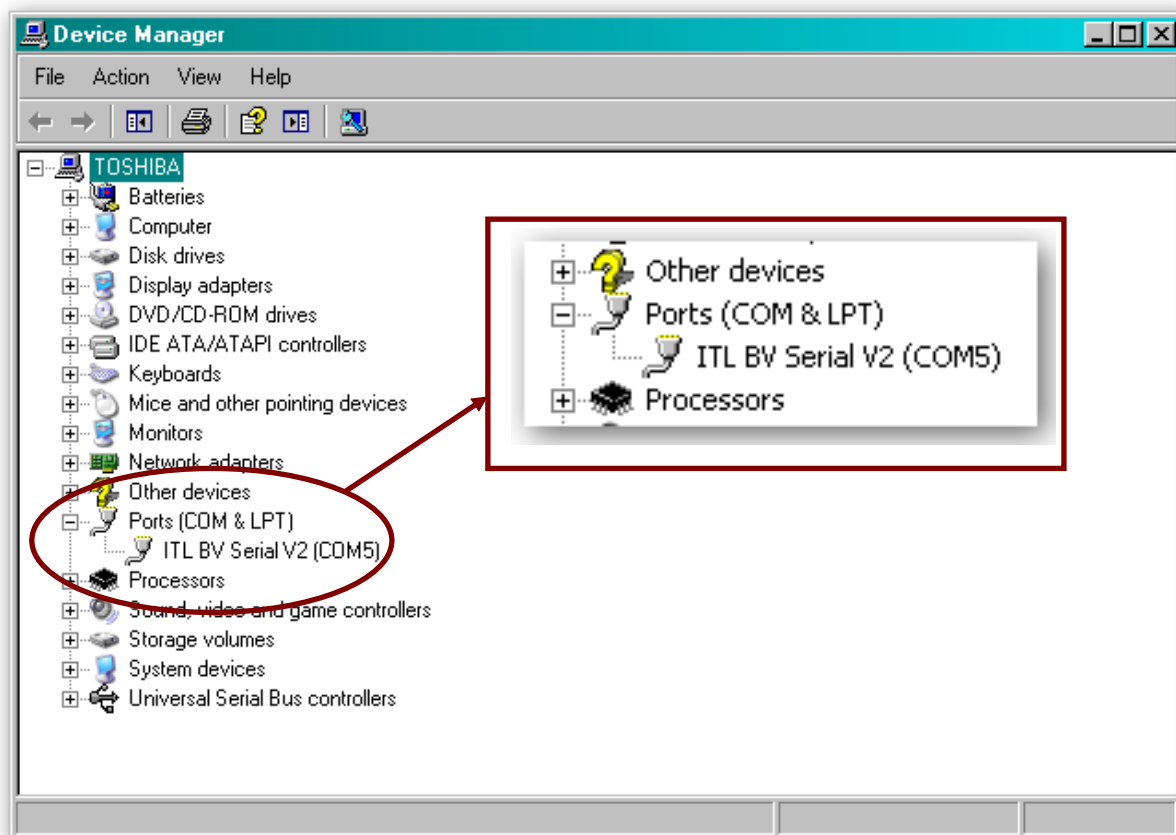 Device Manager
File Action View Help
TOSHIBA
Batteries
Computer
Disk drives
Display adapters
DVD/CD-ROM drives
IDE ATA/ATAPI controllers
Keyboards
Mice and other pointing devices
Monitors
Network adapters
Other devices
Ports (COM & LPT)
ITL BV Serial V2 (COM5)
Processors
Sound, video and game controllers
Storage volumes
System devices
Universal Serial Bus controllers
Other devices
Ports (COM & LPT)
ITL BV Serial V2 (COM5)
Processors